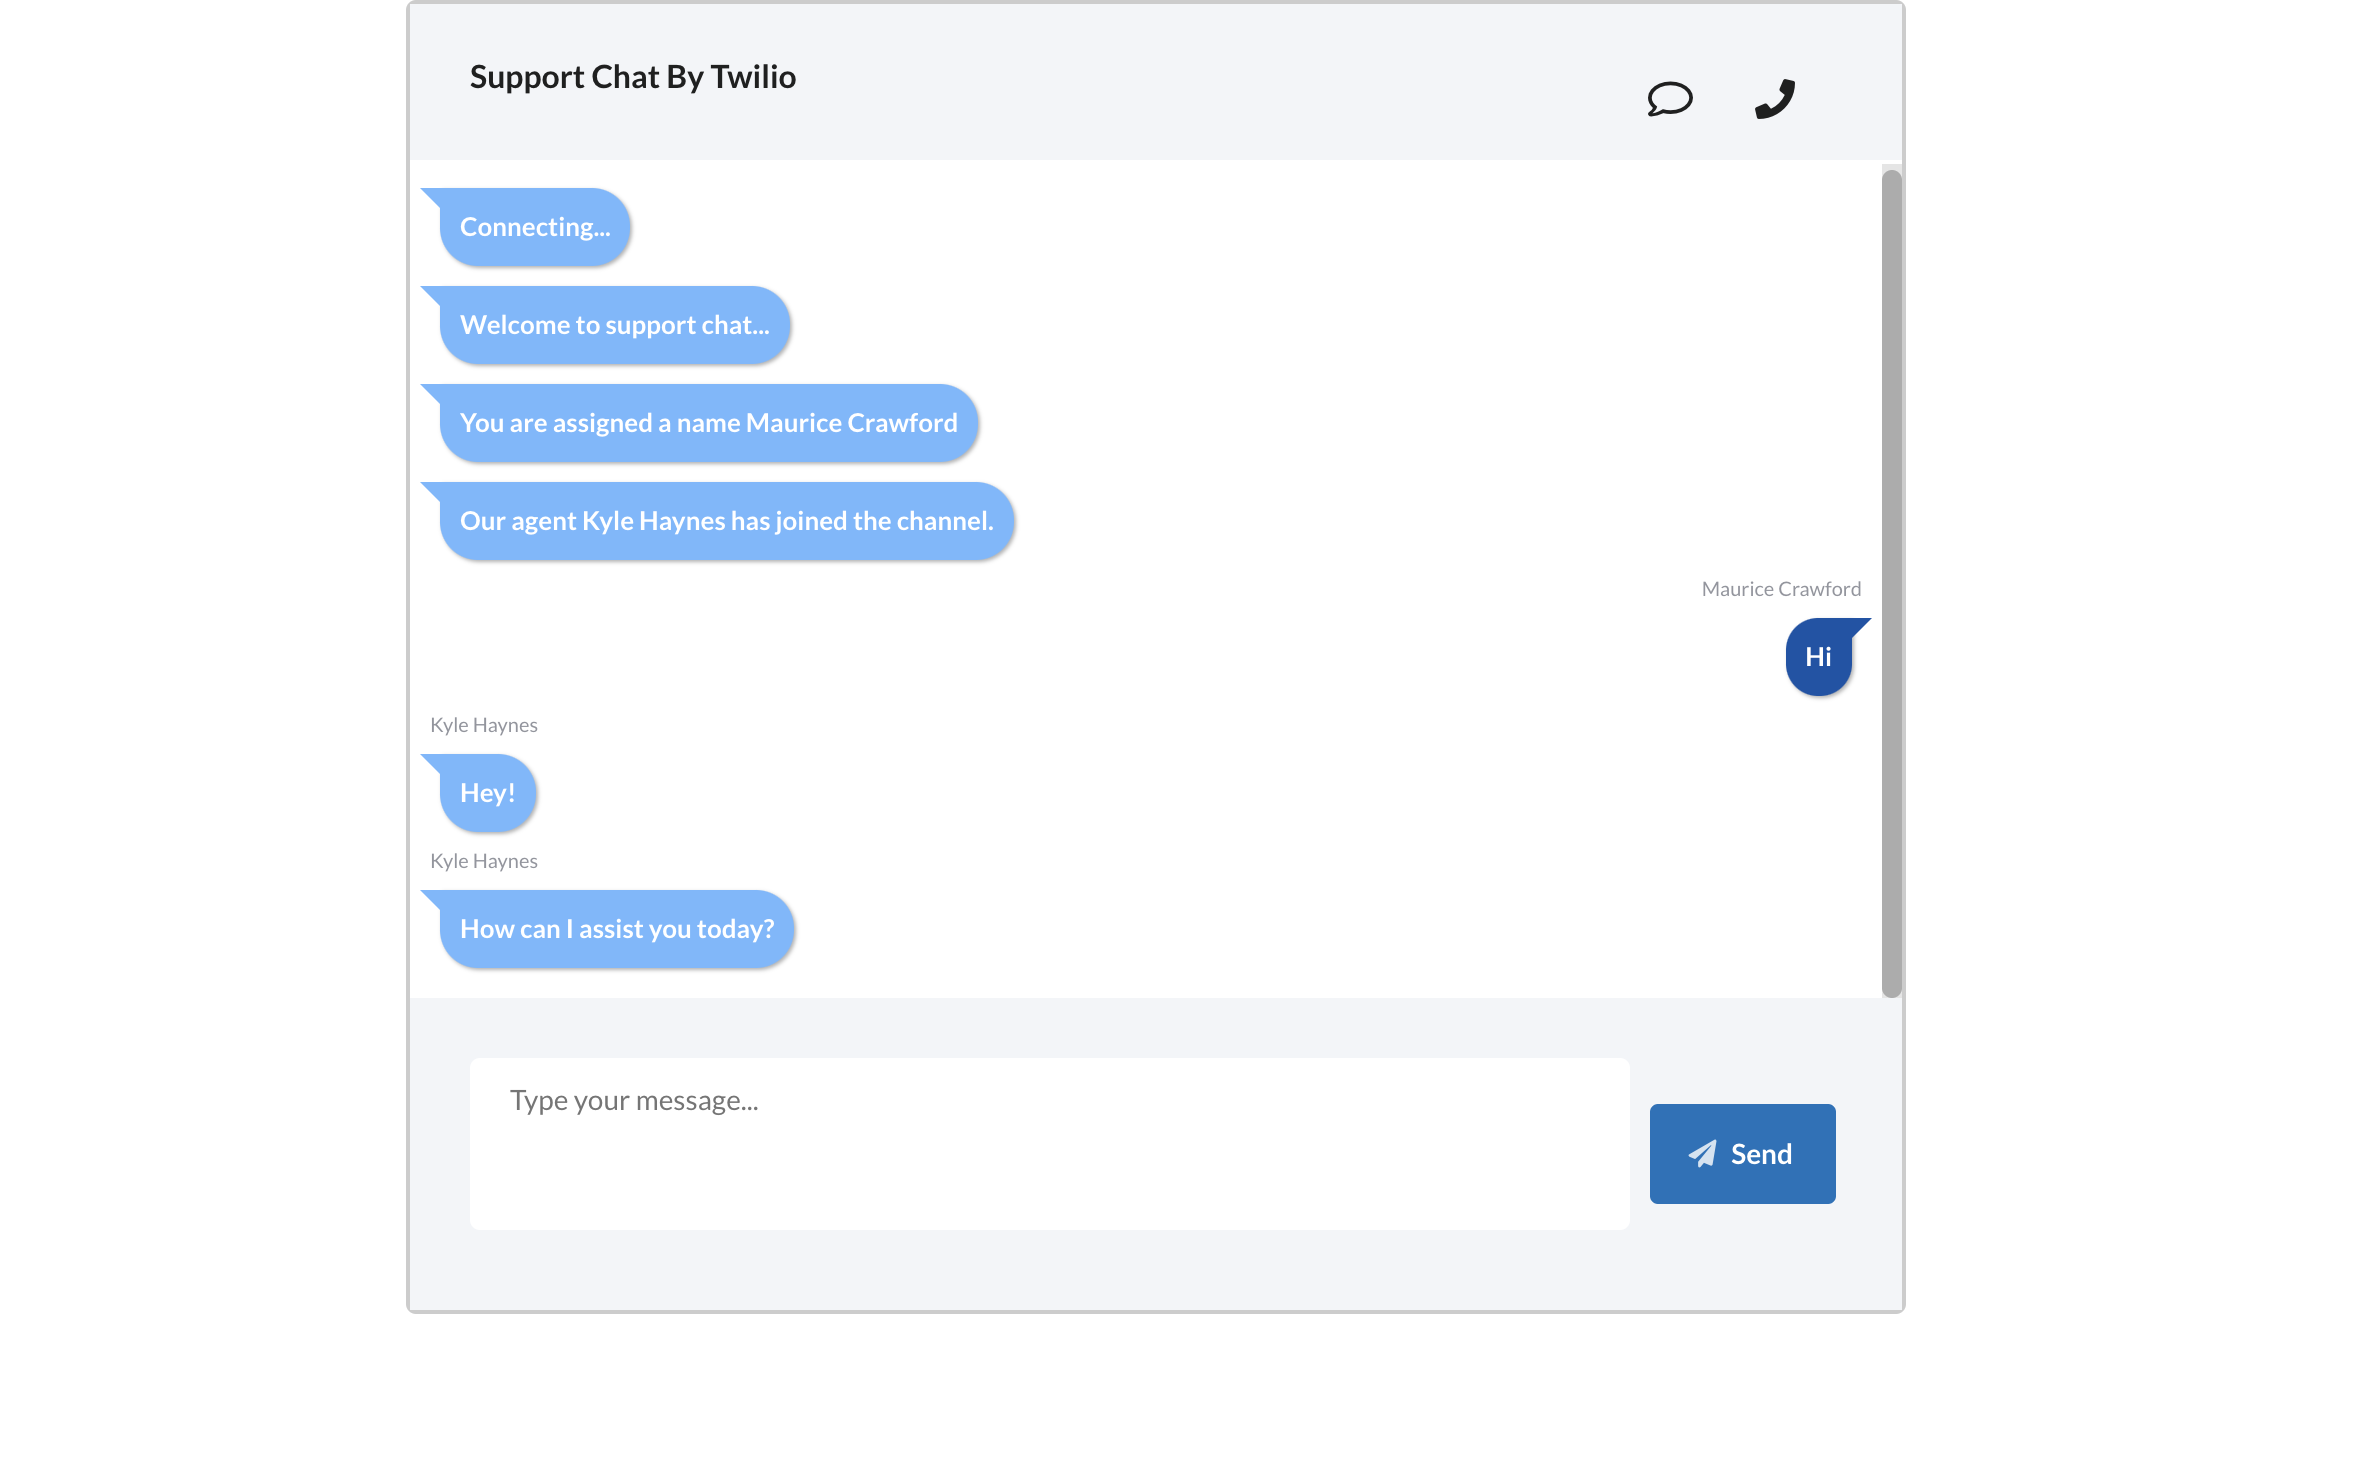 Support Chat By Twilio
Connecting...
Welcome to support chat...
You are assigned a name Maurice Crawford
Our agent Kyle Haynes has joined the channel.
Maurice Crawford
Hi
Kyle Haynes
Hey!
Kyle Haynes
How can I assist you today?
Type your message...
Send